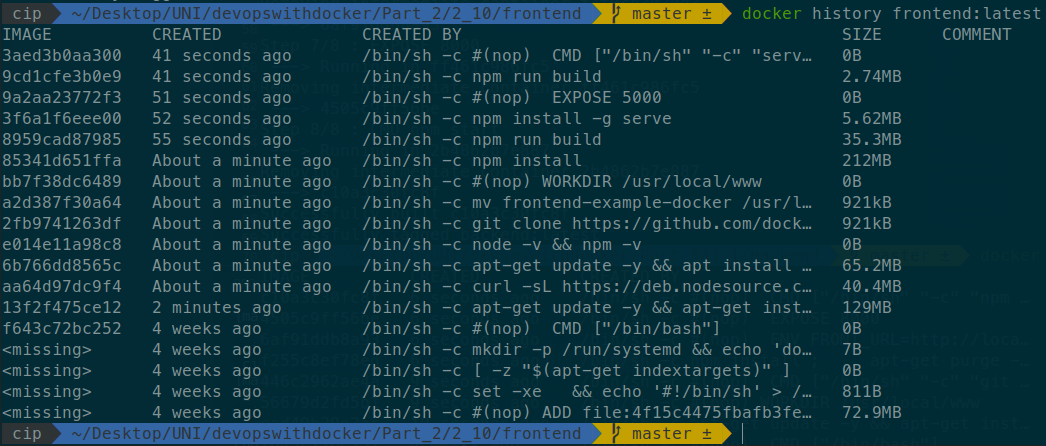 cip ~/Desktop/UNI/devopswithdocker/Part_2/2_10/frontend master ± docker history frontend:latest
IMAGE CREATED CREATED BY SIZE COMMENT
3aed3b0aa300 41 seconds ago /bin/sh -c #(nop)  CMD ["/bin/sh" "-c" "serv… 0B
9cd1cfe3b0e9 41 seconds ago /bin/sh -c npm run build 2.74MB
9a2aa23772f3 51 seconds ago /bin/sh -c #(nop)  EXPOSE 5000 0B
3f6a1f6eee00 52 seconds ago /bin/sh -c npm install -g serve 5.62MB
8959cad87985 55 seconds ago /bin/sh -c npm run build 35.3MB
85341d651ffa About a minute ago /bin/sh -c npm install 212MB
bb7f38dc6489 About a minute ago /bin/sh -c #(nop) WORKDIR /usr/local/www 0B
a2d387f30a64 About a minute ago /bin/sh -c mv frontend-example-docker /usr/l… 921kB
2fb9741263df About a minute ago /bin/sh -c git clone https://github.com/dock… 921kB
e014e11a98c8 About a minute ago /bin/sh -c node -v && npm -v 0B
6b766dd8565c About a minute ago /bin/sh -c apt-get update -y && apt install … 65.2MB
aa64d97dc9f4 About a minute ago /bin/sh -c curl -sL https://deb.nodesource.c… 40.4MB
13f2f475ce12 2 minutes ago /bin/sh -c apt-get update -y && apt-get inst… 129MB
f643c72bc252 4 weeks ago /bin/sh -c #(nop)  CMD ["/bin/bash"] 0B
<missing> 4 weeks ago /bin/sh -c mkdir -p /run/systemd && echo 'do… 7B
<missing> 4 weeks ago /bin/sh -c [ -z "$(apt-get indextargets)" ] 0B
<missing> 4 weeks ago /bin/sh -c set -xe   && echo '#!/bin/sh' > /… 811B
<missing> 4 weeks ago /bin/sh -c #(nop) ADD file:4f15c4475fbafb3fe… 72.9MB
cip ~/Desktop/UNI/devopswithdocker/Part_2/2_10/frontend master ±